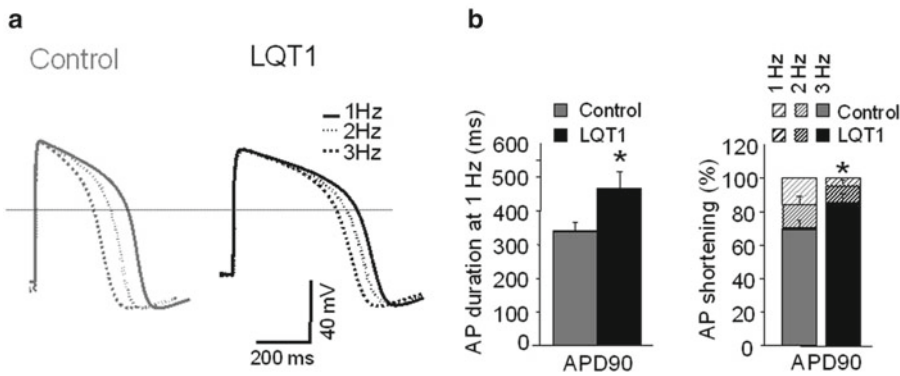 a
Control
LQT1
1Hz
2Hz
3Hz
40 mV
200 ms
b
AP duration at 1 Hz (ms)
Control
LQT1
600
500
400
300
200
100
0
*
APD90
1 Hz
2 Hz
3 Hz
Control
LQT1
AP shortening (%)
120
100
80
60
40
20
0
*
APD90